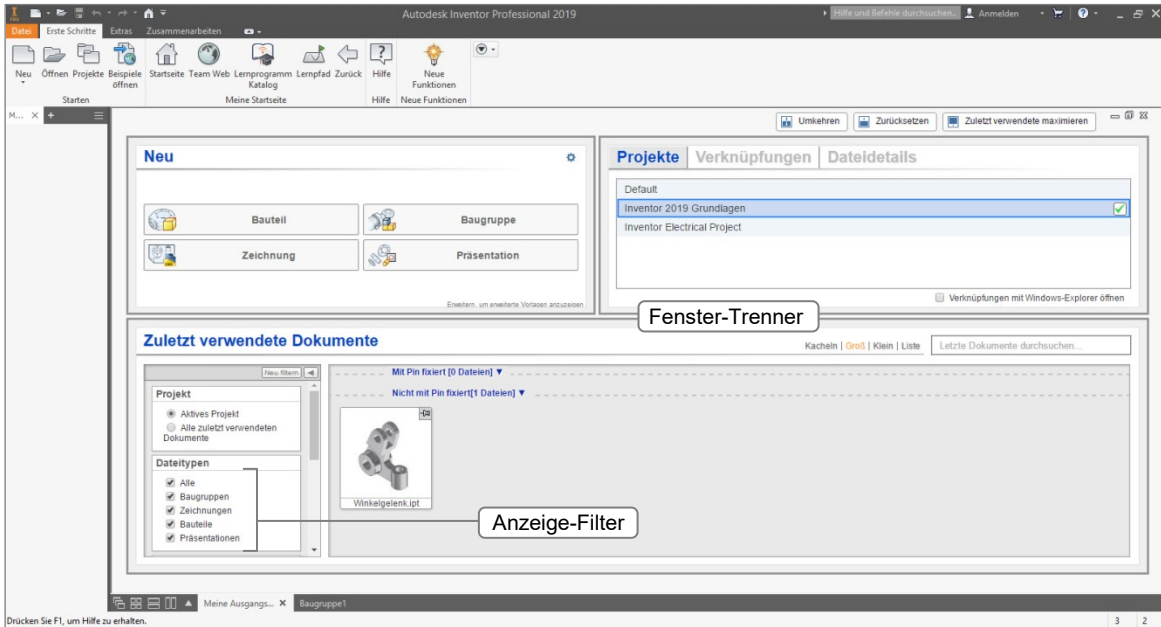 Autodesk Inventor Professional 2019
Hilfe und Befehle durchsuchen...
Anmelden
Datei
Erste Schritte
Extras
Zusammenarbeiten
Neu
Öffnen
Projekte
Beispiele öffnen
Startseite
Team Web
Lernprogramm Katalog
Lernpfad
Zurück
Hilfe
Neue Funktionen
Starten
Meine Startseite
Hilfe
Neue Funktionen
M...
Umkehren
Zurücksetzen
Zuletzt verwendete maximieren
Neu
Bauteil
Baugruppe
Zeichnung
Präsentation
Erweitern, um erweiterte Vorlagen anzuzeigen
Projekte
Verknüpfungen
Dateidetails
Default
Inventor 2019 Grundlagen
Inventor Electrical Project
Verknüpfungen mit Windows-Explorer öffnen
Fenster-Trenner
Zuletzt verwendete Dokumente
Kacheln | Groß | Klein | Liste
Letzte Dokumente durchsuchen...
Neu filtern
Projekt
Aktives Projekt
Alle zuletzt verwendeten
Dokumente
Dateitypen
Alle
Baugruppen
Zeichnungen
Bauteile
Präsentationen
Mit Pin fixiert [0 Dateien]
Nicht mit Pin fixiert[1 Dateien]
Winkelgelenk.ipt
Anzeige-Filter
Meine Ausgangs...
Baugruppe1
Drücken Sie F1, um Hilfe zu erhalten.
3
2